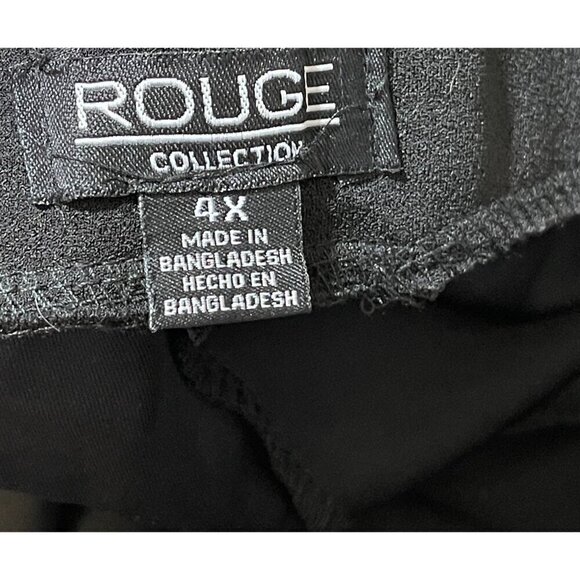 ROUGE
COLLECTION
4X
MADE IN
BANGLADESH
HECHO EN
BANGLADESH